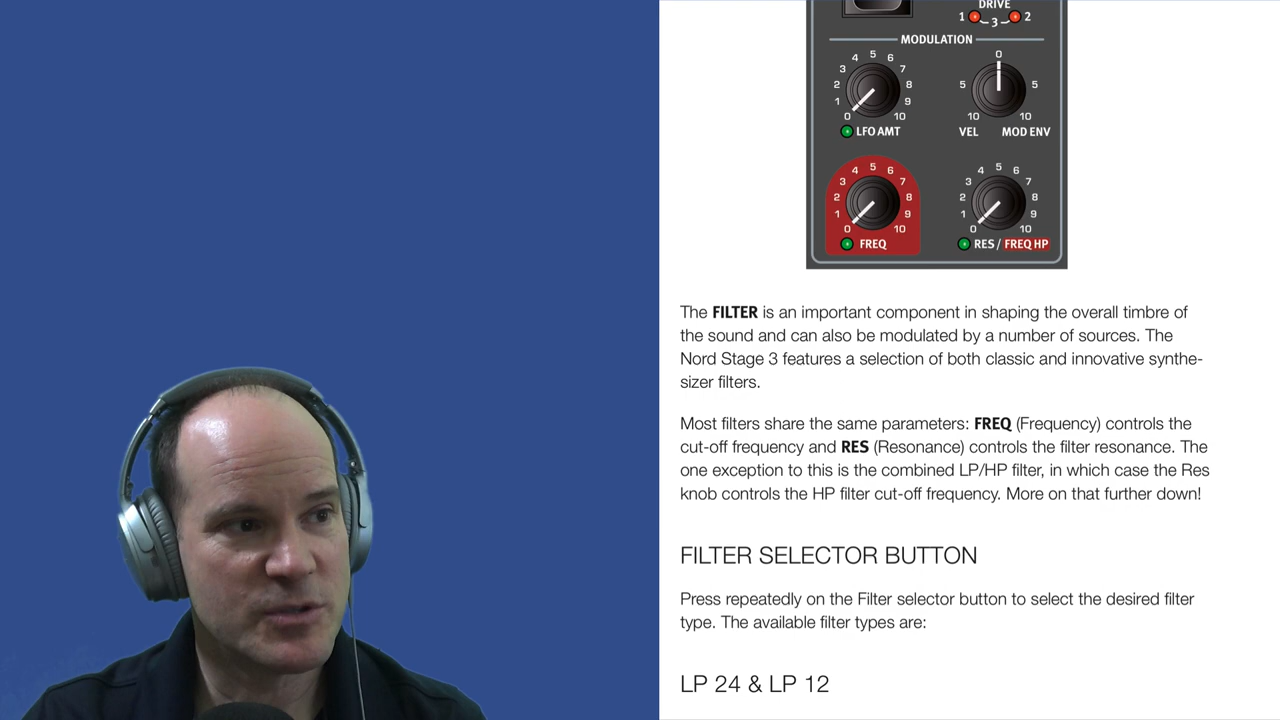 DRIVE
1 3 2
MODULATION
0 1 2 3 4 5 6 7 8 9 10
LFO AMT
10 5 0 5 10
VEL MOD ENV
0 1 2 3 4 5 6 7 8 9 10
FREQ
0 1 2 3 4 5 6 7 8 9 10
RES / FREQ HP
The FILTER is an important component in shaping the overall timbre of
the sound and can also be modulated by a number of sources. The
Nord Stage 3 features a selection of both classic and innovative synthe-
sizer filters.
Most filters share the same parameters: FREQ (Frequency) controls the
cut-off frequency and RES (Resonance) controls the filter resonance. The
one exception to this is the combined LP/HP filter, in which case the Res
knob controls the HP filter cut-off frequency. More on that further down!
FILTER SELECTOR BUTTON
Press repeatedly on the Filter selector button to select the desired filter
type. The available filter types are:
LP 24 & LP 12